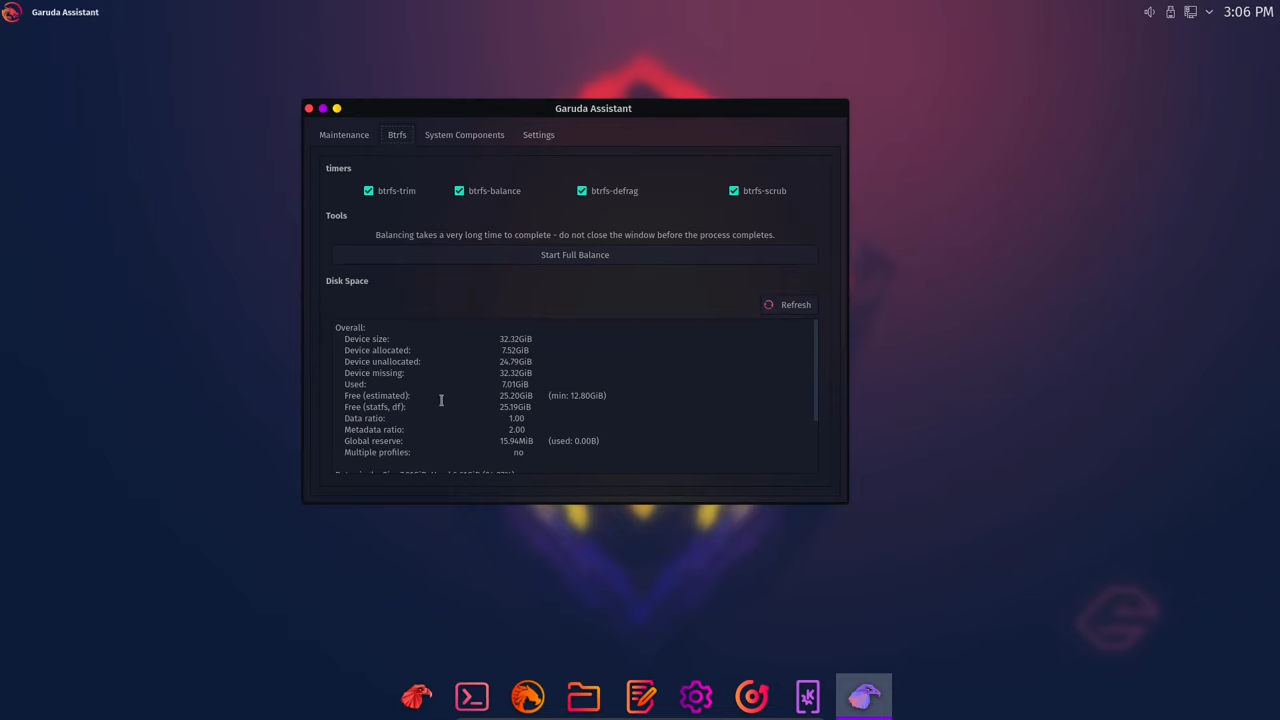 Garuda Assistant
3:06 PM
Garuda Assistant
Maintenance Btrfs System Components Settings
timers
btrfs-trim btrfs-balance btrfs-defrag btrfs-scrub
Tools
Balancing takes a very long time to complete - do not close the window before the process completes.
Start Full Balance
Disk Space
Refresh
Overall:
Device size: 32.32GiB
Device allocated: 7.52GiB
Device unallocated: 24.79GiB
Device missing: 32.32GiB
Used: 7.01GiB
Free (estimated): 25.20GiB (min: 12.80GiB)
Free (statfs, df): 25.19GiB
Data ratio: 1.00
Metadata ratio: 2.00
Global reserve: 15.94MiB (used: 0.00B)
Multiple profiles: no